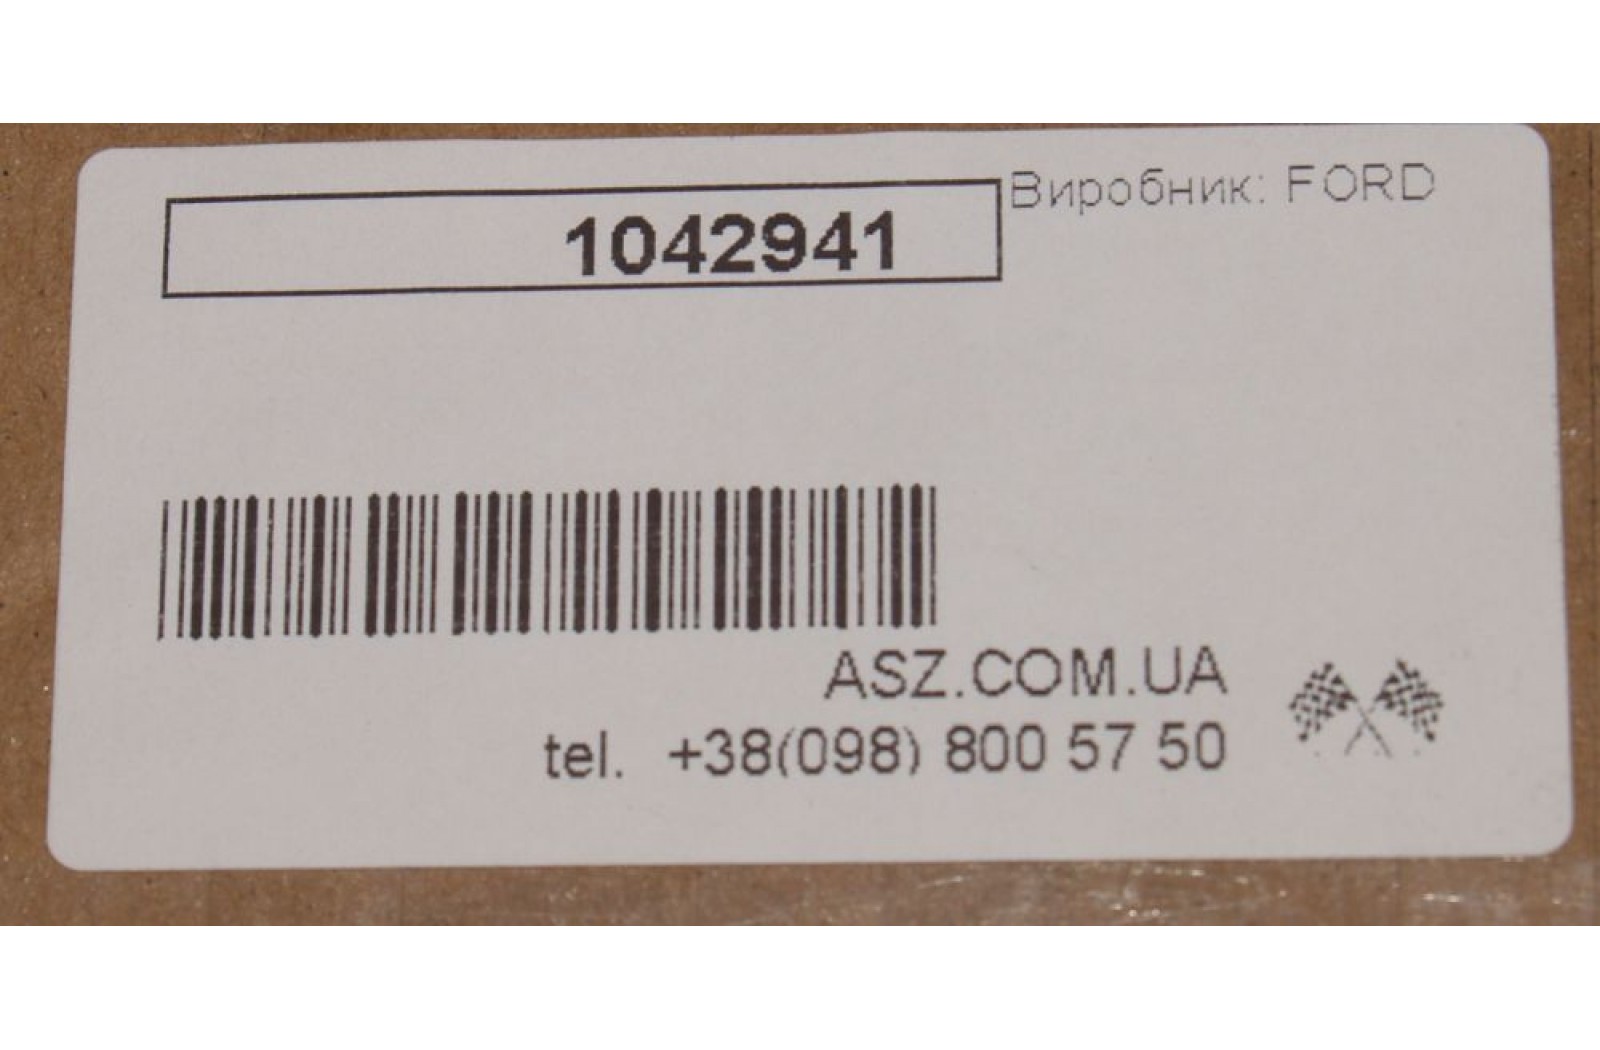 1042941
Виробник: FORD
ASZ.COM.UA
tel. +38(098) 800 57 50